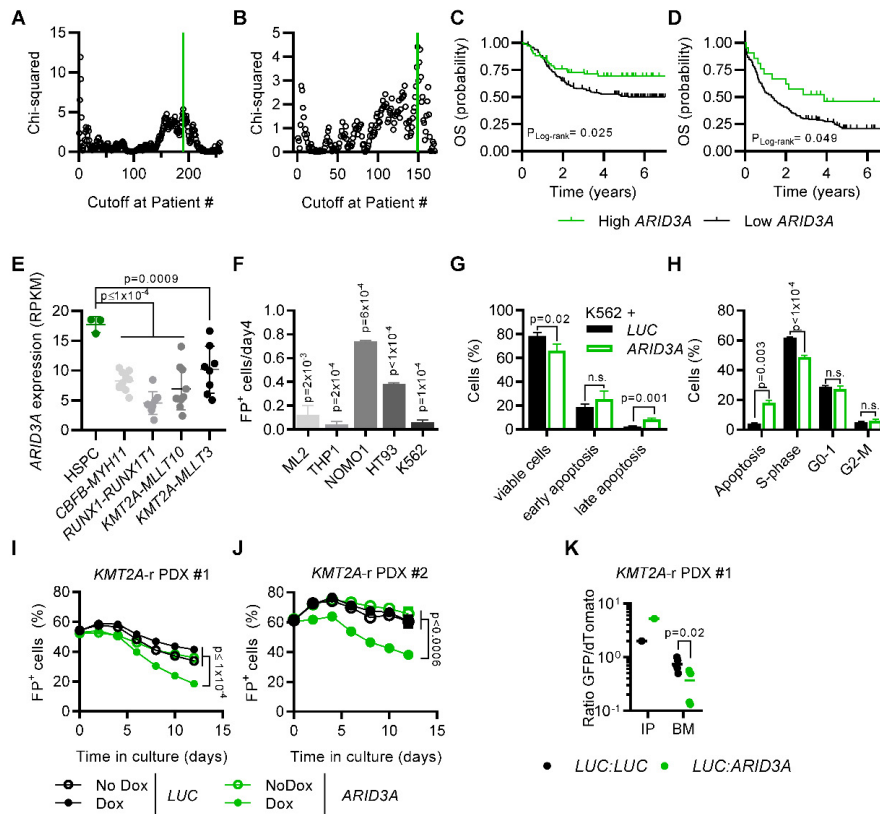 A
B
C
D
Chi-squared
15
10
5
0
0
100
200
Cutoff at Patient #
Chi-squared
5
4
3
2
1
0
0
50
100
150
Cutoff at Patient #
OS (probability)
1.00
0.75
0.50
0.25
0.00
P Log-rank= 0.025
0
2
4
6
Time (years)
OS (probability)
1.00
0.75
0.50
0.25
0.00
P Log-rank= 0.049
0
2
4
6
Time (years)
High ARID3A
Low ARID3A
E
F
G
H
ARID3A expression (RPKM)
p=0.0009
p≤1x10-4
20
15
10
5
0
HSPC
CBFB-MYH11
RUNX1-RUNX1T1
KMT2A-MLLT10
KMT2A-MLLT3
FP+ cells/day4
1.0
0.8
0.6
0.4
0.2
0.0
p=2x10-3
p=2x10-4
p=6x10-4
p<1x10-4
p=1x10-4
ML2
THP1
NOMO1
HT93
K562
K562 +
LUC
ARID3A
Cells (%)
100
80
60
40
20
0
p=0.02
n.s.
p=0.001
viable cells
early apoptosis
late apoptosis
Cells (%)
100
80
60
40
20
0
p=0.003
p<1x10-4
n.s.
n.s.
Apoptosis
S-phase
G0-1
G2-M
I
J
K
KMT2A-r PDX #1
FP+ cells (%)
100
80
60
40
20
0
p≤1x10-4
0
5
10
15
Time in culture (days)
KMT2A-r PDX #2
FP+ cells (%)
100
80
60
40
20
0
p<0.0006
0
5
10
15
Time in culture (days)
No Dox
Dox
LUC
NoDox
Dox
ARID3A
KMT2A-r PDX #1
Ratio GFP/dTomato
10 1
10 0
10-1
p=0.02
IP
BM
LUC:LUC
LUC:ARID3A